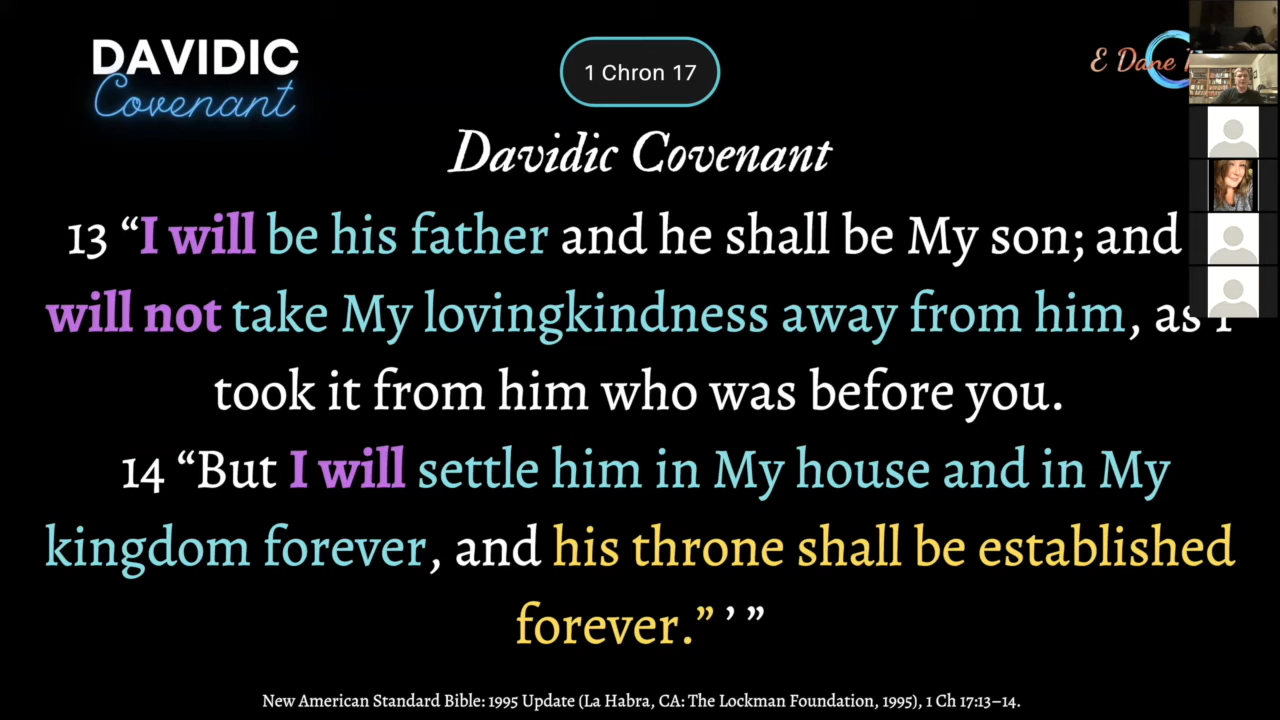 DAVIDIC
Covenant
1 Chron 17
E Dane
Davidic Covenant
13 “I will be his father and he shall be My son; and
will not take My lovingkindness away from him, as I
took it from him who was before you.
14 “But I will settle him in My house and in My
kingdom forever, and his throne shall be established
forever.” ’ ”
New American Standard Bible: 1995 Update (La Habra, CA: The Lockman Foundation, 1995), 1 Ch 17:13–14.